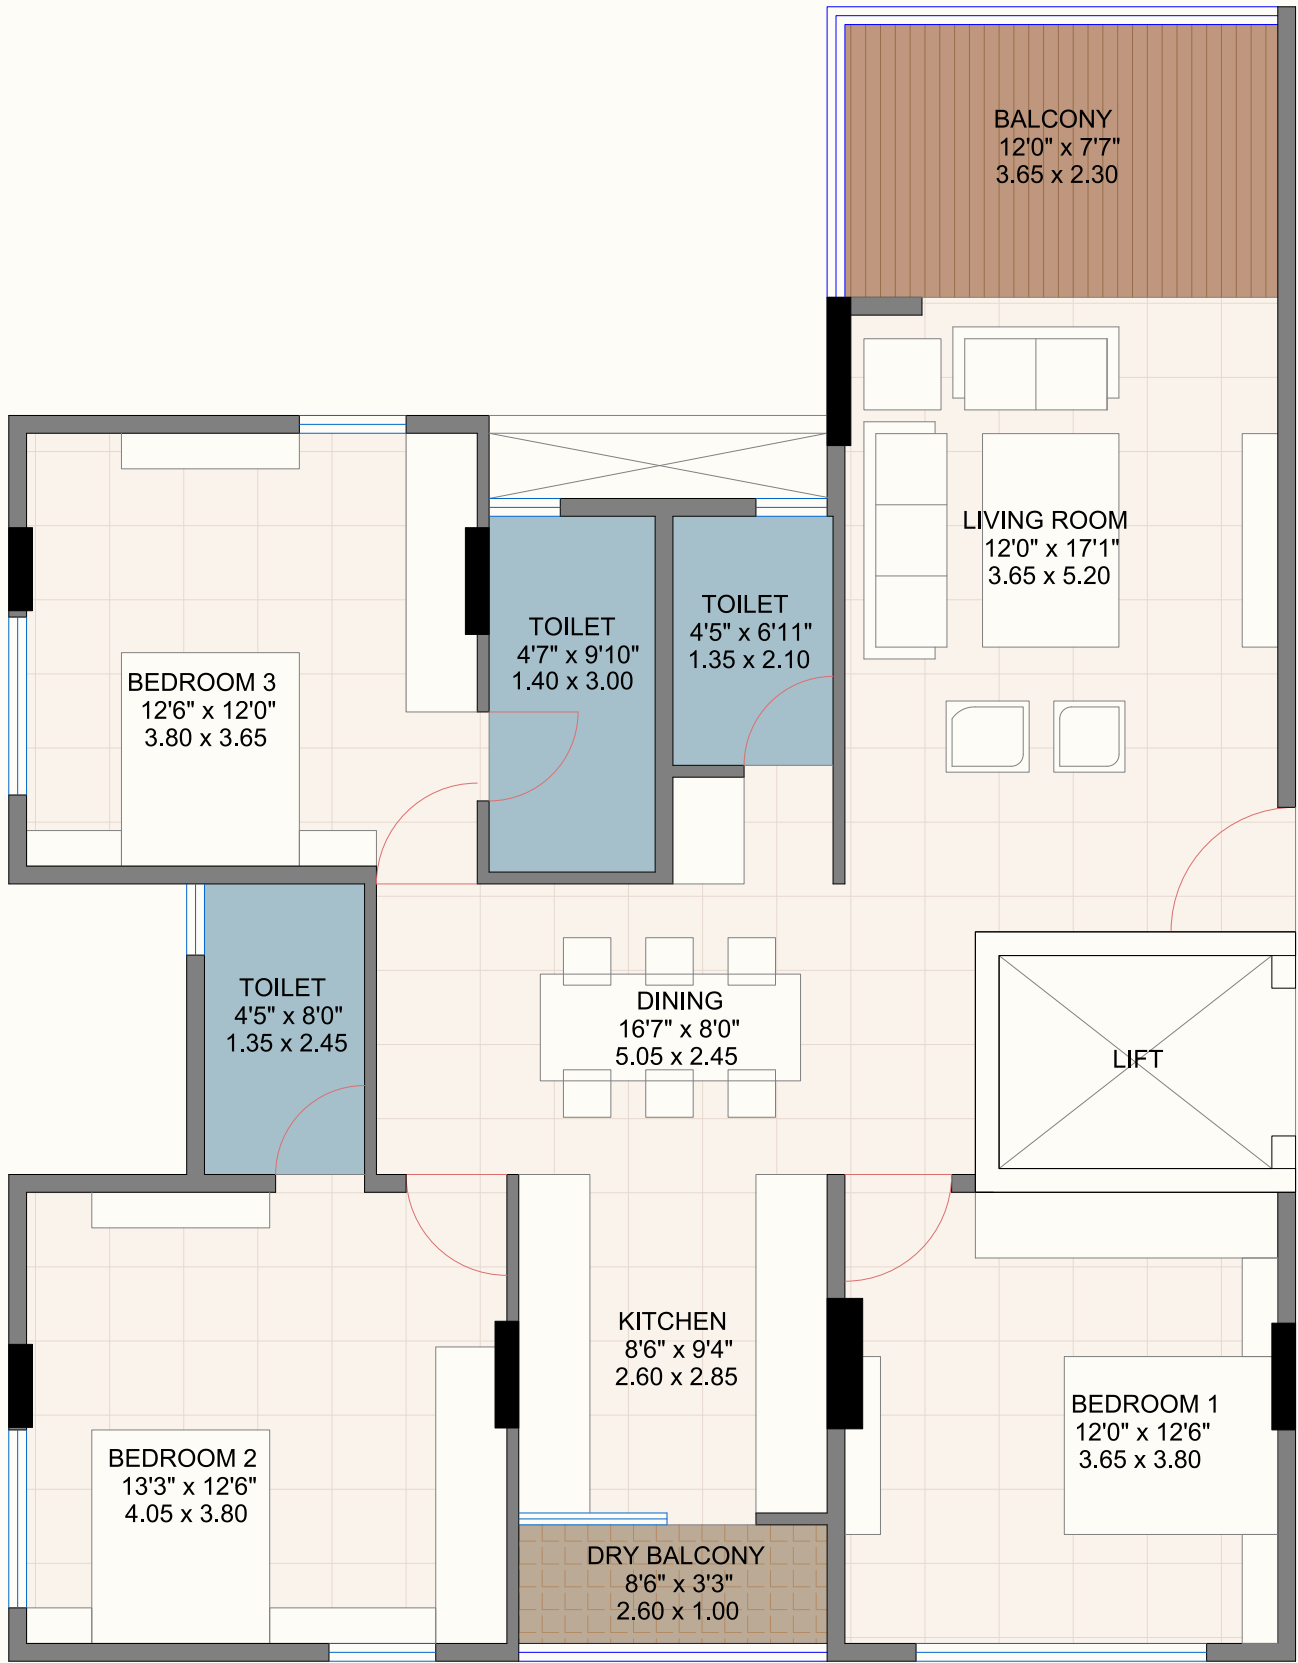 BALCONY
12'0" x 7'7"
3.65 x 2.30
LIVING ROOM
12'0" x 17'1"
3.65 x 5.20
TOILET
4'5" x 6'11"
1.35 x 2.10
TOILET
4'7" x 9'10"
1.40 x 3.00
BEDROOM 3
12'6" x 12'0"
3.80 x 3.65
TOILET
4'5" x 8'0"
1.35 x 2.45
DINING
16'7" x 8'0"
5.05 x 2.45
LIFT
KITCHEN
8'6" x 9'4"
2.60 x 2.85
BEDROOM 1
12'0" x 12'6"
3.65 x 3.80
BEDROOM 2
13'3" x 12'6"
4.05 x 3.80
DRY BALCONY
8'6" x 3'3"
2.60 x 1.00